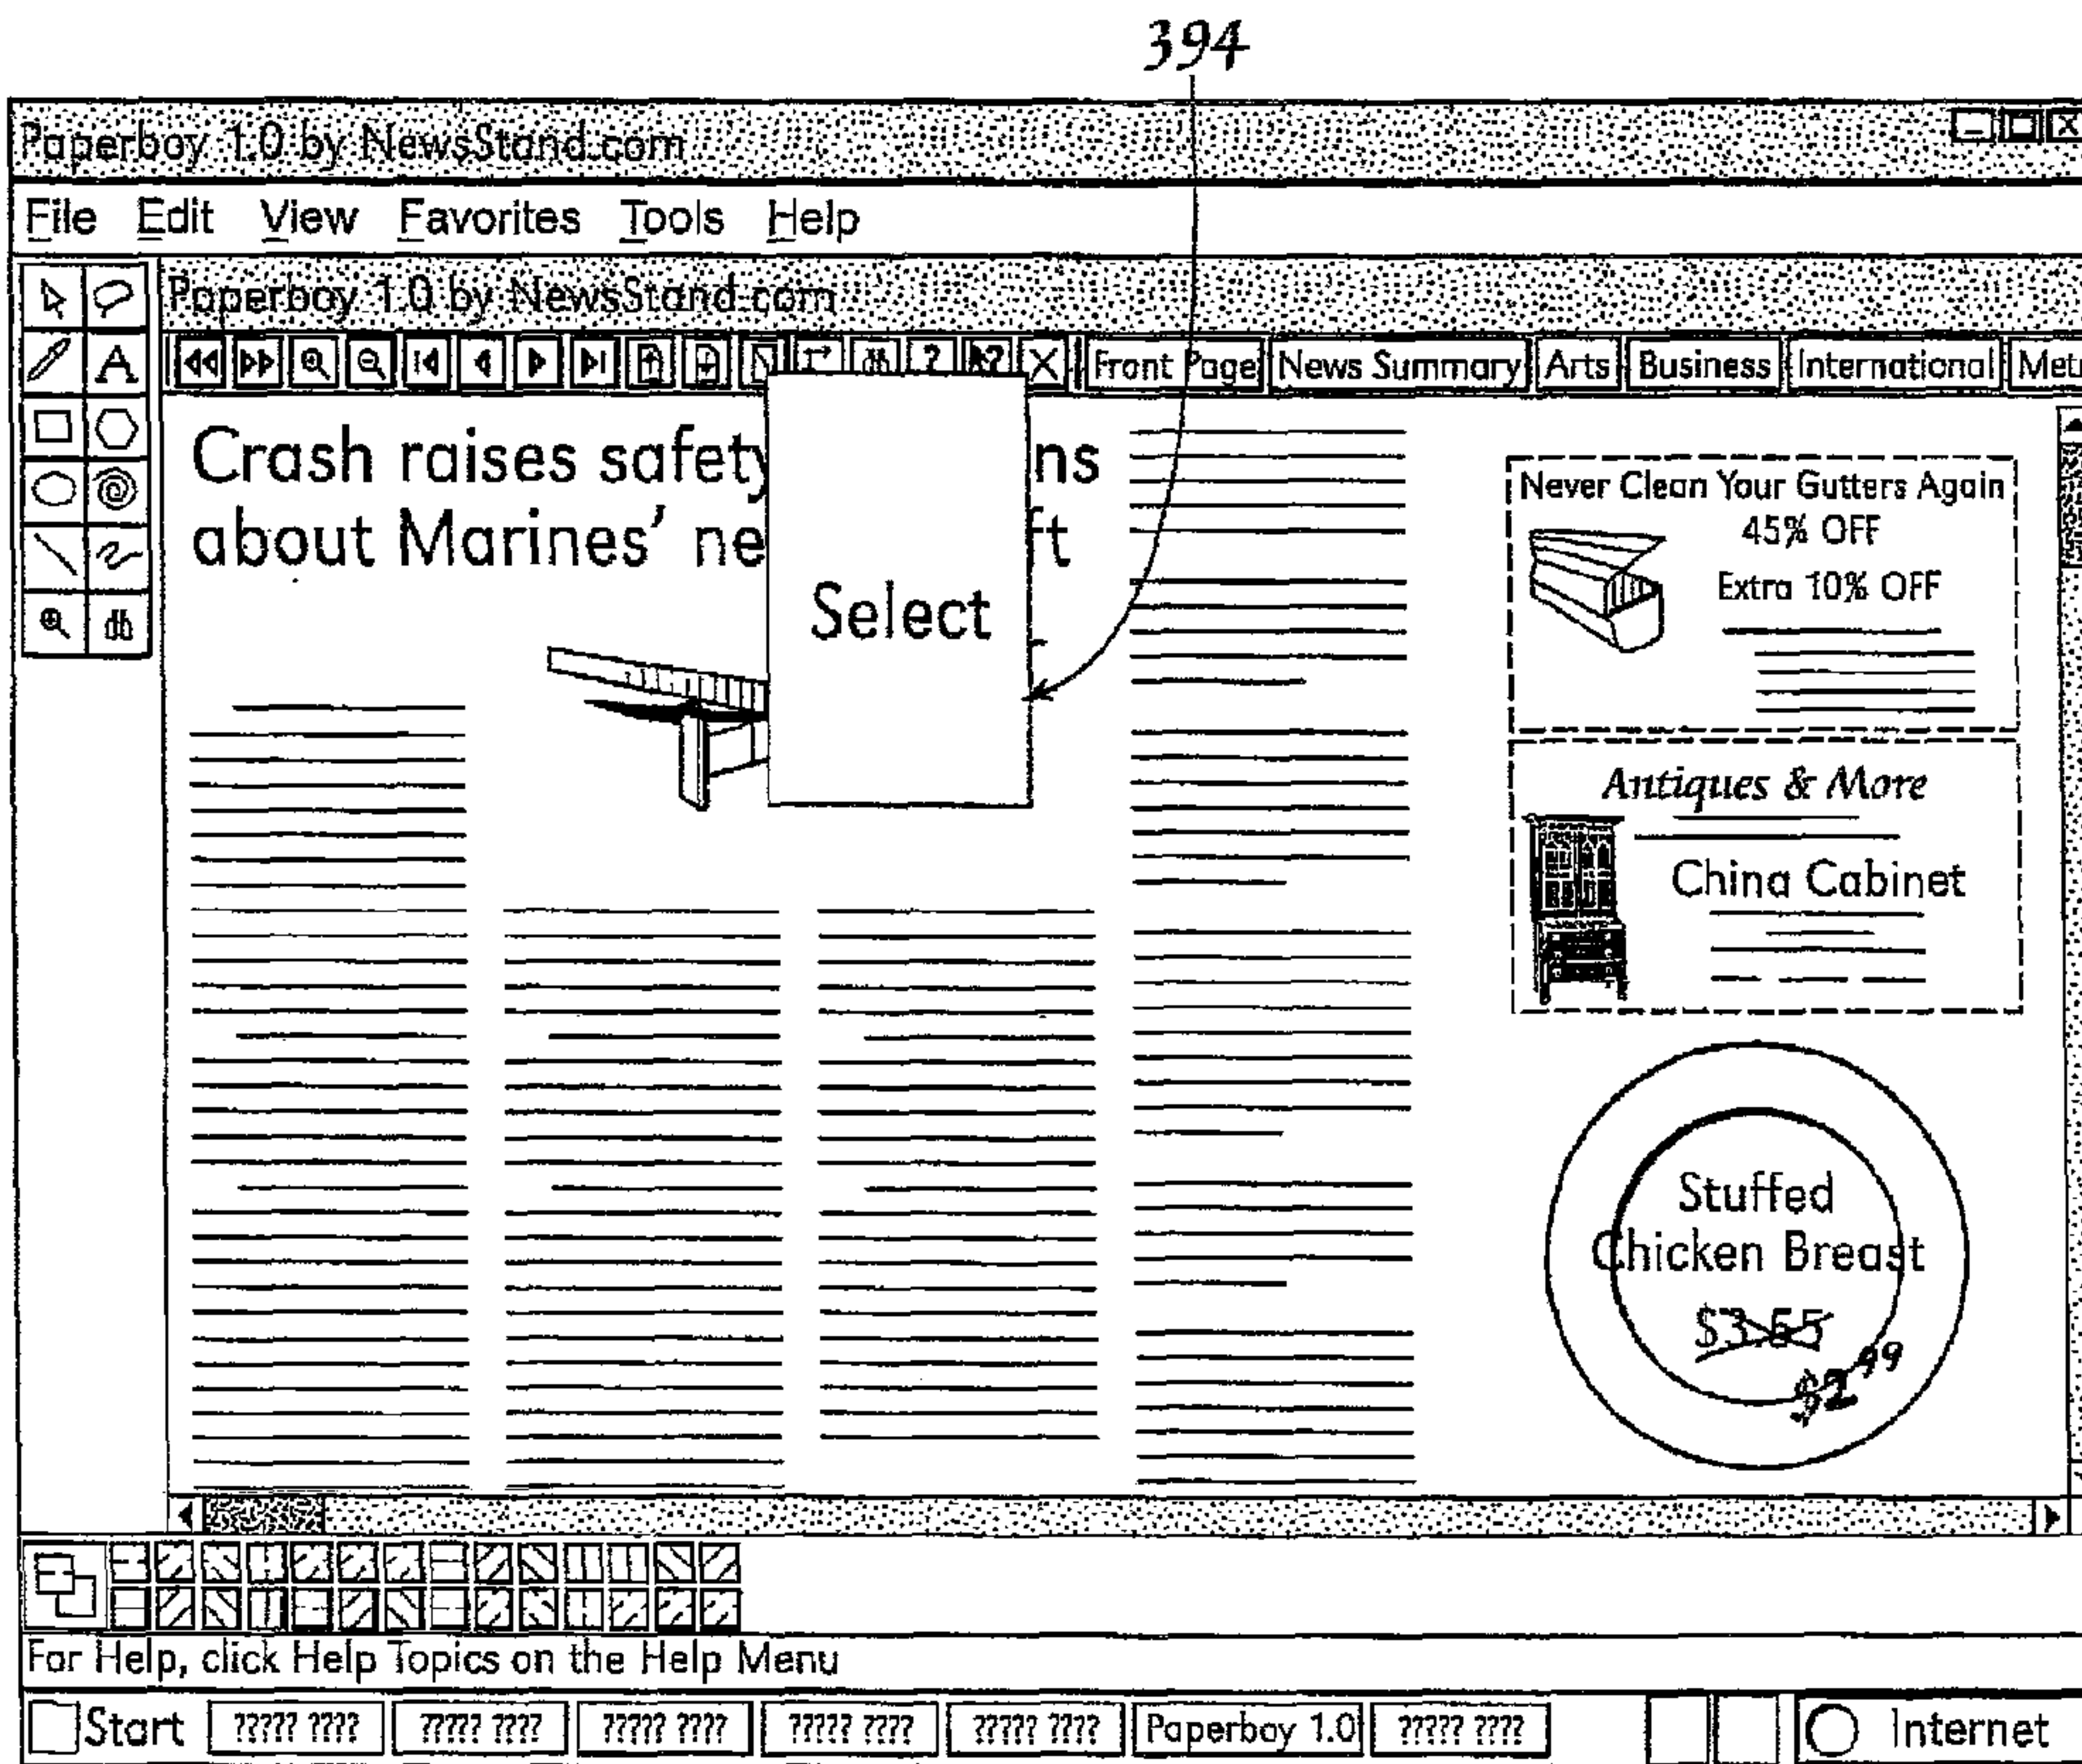 394
Paperboy 1.0 by NewsStand.com
File Edit View Favorites Tools Help
Paperboy 1.0 by NewsStand.com
A
Front Page News Summary Arts Business International Met
Crash raises safety ns
about Marines' ne ft
Select
Never Clean Your Gutters Again
45% OFF
Extra 10% OFF
Antiques & More
China Cabinet
Stuffed
Chicken Breast
$3.65
$2.99
For Help, click Help Topics on the Help Menu
Start ????? ???? ????? ???? ????? ???? ????? ???? ????? ???? Paperboy 1.0 ????? ???? Internet